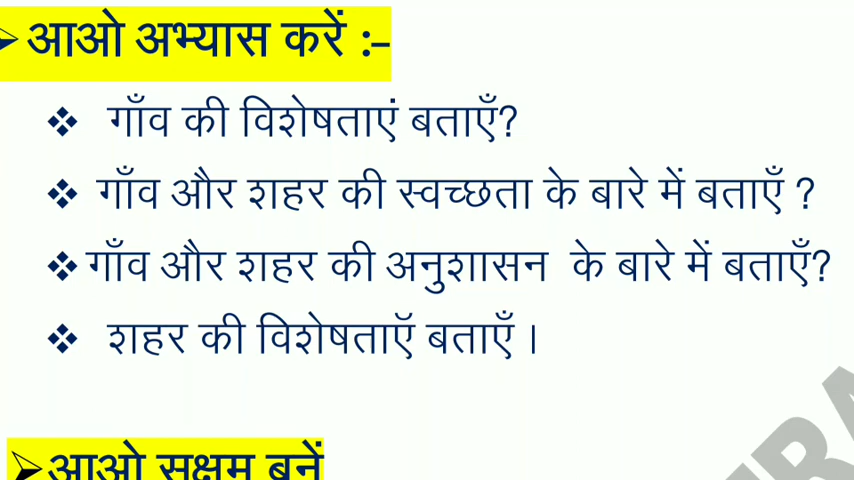 ➢ आओ अभ्यास करें :–
❖ गाँव की विशेषताएं बताएँ?
❖ गाँव और शहर की स्वच्छता के बारे में बताएँ ?
❖ गाँव और शहर की अनुशासन के बारे में बताएँ?
❖ शहर की विशेषताऍ बताएँ ।
➢ आओ सक्षम बनें